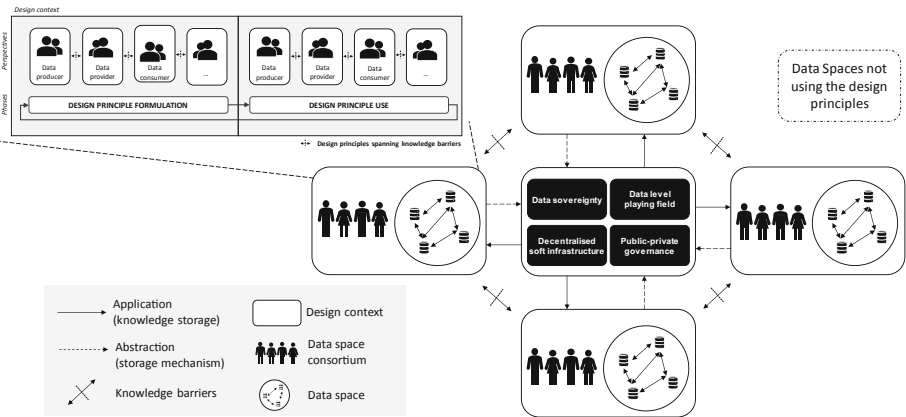 Design context
Perspectives
Data
producer
Data
provider
Data
consumer
...
Data
producer
Data
provider
Data
consumer
...
Phases
DESIGN PRINCIPLE FORMULATION
DESIGN PRINCIPLE USE
Design principles spanning knowledge barriers
Data Spaces not
using the design
principles
Data sovereignty
Data level
playing field
Decentralised
soft infrastructure
Public-private
governance
Application
(knowledge storage)
Design context
Abstraction
(storage mechanism)
Data space
consortium
Knowledge barriers
Data space